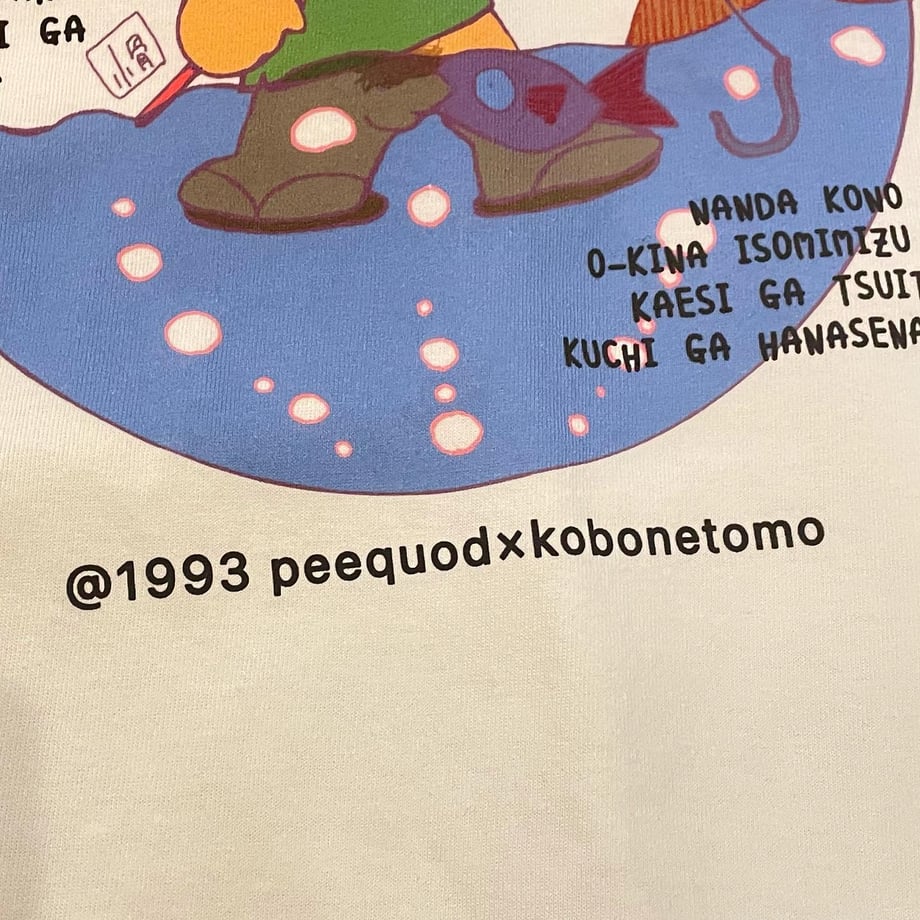 I GA
NANDA KONO
O-KINA ISOMIMIZU
KAESI GA TSUIT
KUCHI GA HANASENA
@1993 peequod×kobonetomo